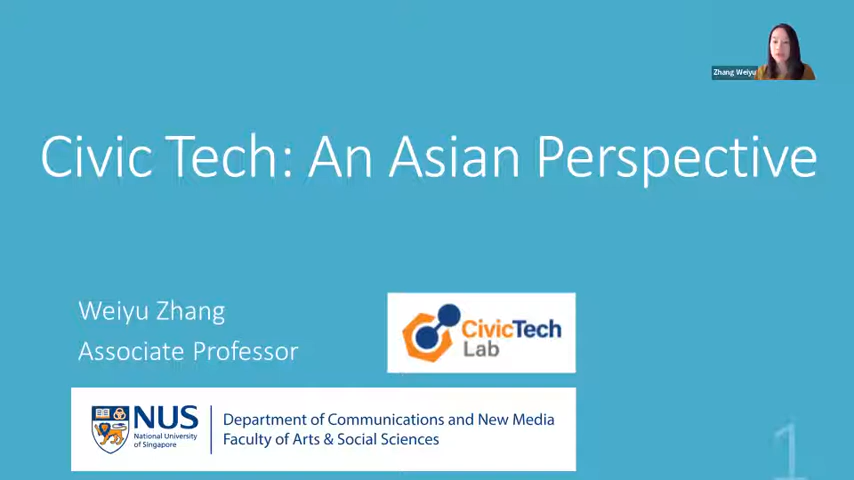 Zhang Weiyu
Civic Tech: An Asian Perspective
Weiyu Zhang
Associate Professor
CivicTech
Lab
NUS
National University
of Singapore
Department of Communications and New Media
Faculty of Arts & Social Sciences
1